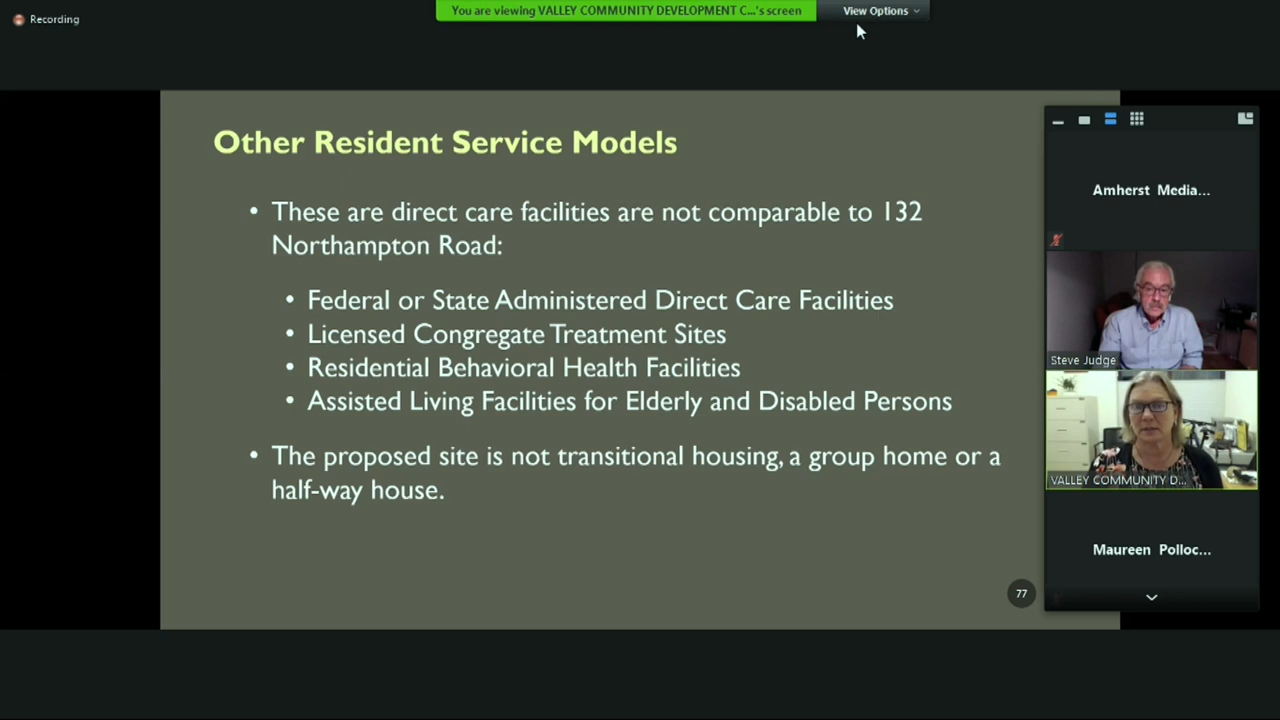 Recording
You are viewing VALLEY COMMUNITY DEVELOPMENT C...'s screen
View Options
Other Resident Service Models
• These are direct care facilities are not comparable to 132
Northampton Road:
• Federal or State Administered Direct Care Facilities
• Licensed Congregate Treatment Sites
• Residential Behavioral Health Facilities
• Assisted Living Facilities for Elderly and Disabled Persons
• The proposed site is not transitional housing, a group home or a
half-way house.
77
Amherst Media...
Steve Judge
VALLEY COMMUNITY D...
Maureen Polloc...